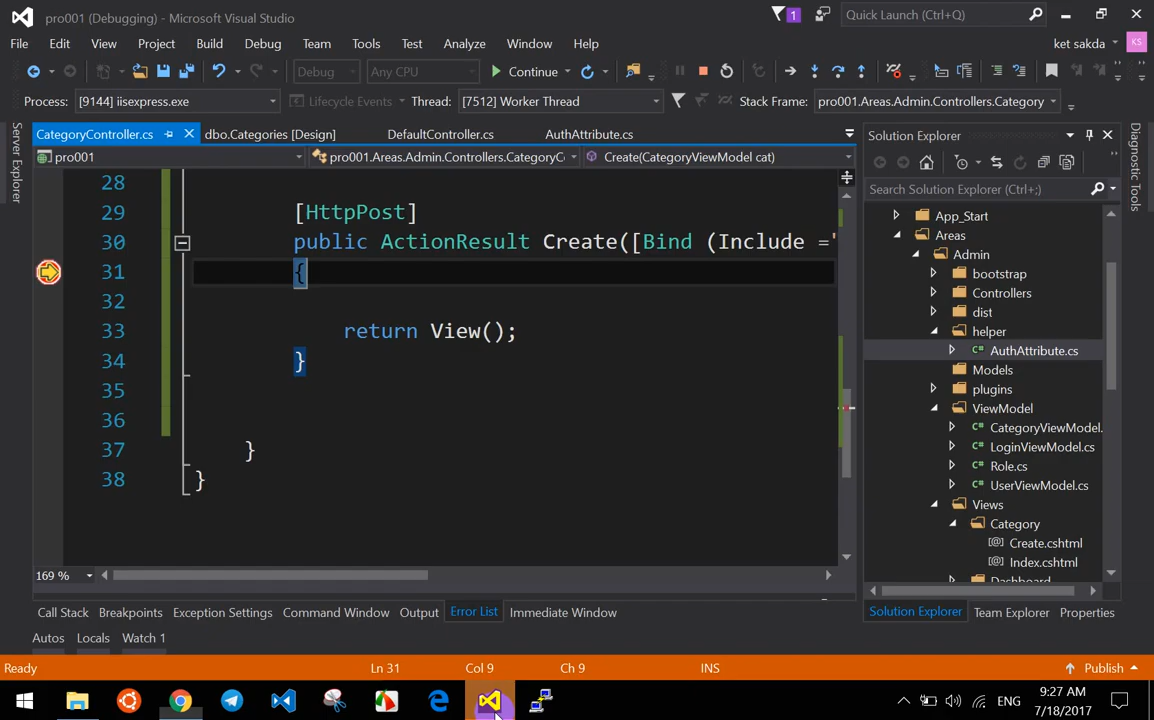 pro001 (Debugging) - Microsoft Visual Studio
1
Quick Launch (Ctrl+Q)
File Edit View Project Build Debug Team Tools Test Analyze Window Help
ket sakda
KS
Debug Any CPU Continue
Process: [9144] iisexpress.exe Lifecycle Events Thread: [7512] Worker Thread Stack Frame: pro001.Areas.Admin.Controllers.Category
Server Explorer
CategoryController.cs dbo.Categories [Design] DefaultController.cs AuthAttribute.cs
pro001 pro001.Areas.Admin.Controllers.CategoryCo Create(CategoryViewModel cat)
28
29 [HttpPost]
30 public ActionResult Create([Bind (Include ="
31 {
32
33 return View();
34 }
35
36
37 }
38 }
169 %
Solution Explorer
Search Solution Explorer (Ctrl+;)
App_Start
Areas
Admin
bootstrap
Controllers
dist
helper
AuthAttribute.cs
Models
plugins
ViewModel
CategoryViewModel.
LoginViewModel.cs
Role.cs
UserViewModel.cs
Views
Category
Create.cshtml
Index.cshtml
Dashboard
Diagnostic Tools
Solution Explorer Team Explorer Properties
Call Stack Breakpoints Exception Settings Command Window Output Error List Immediate Window
Autos Locals Watch 1
Ready Ln 31 Col 9 Ch 9 INS Publish
ENG
9:27 AM
7/18/2017